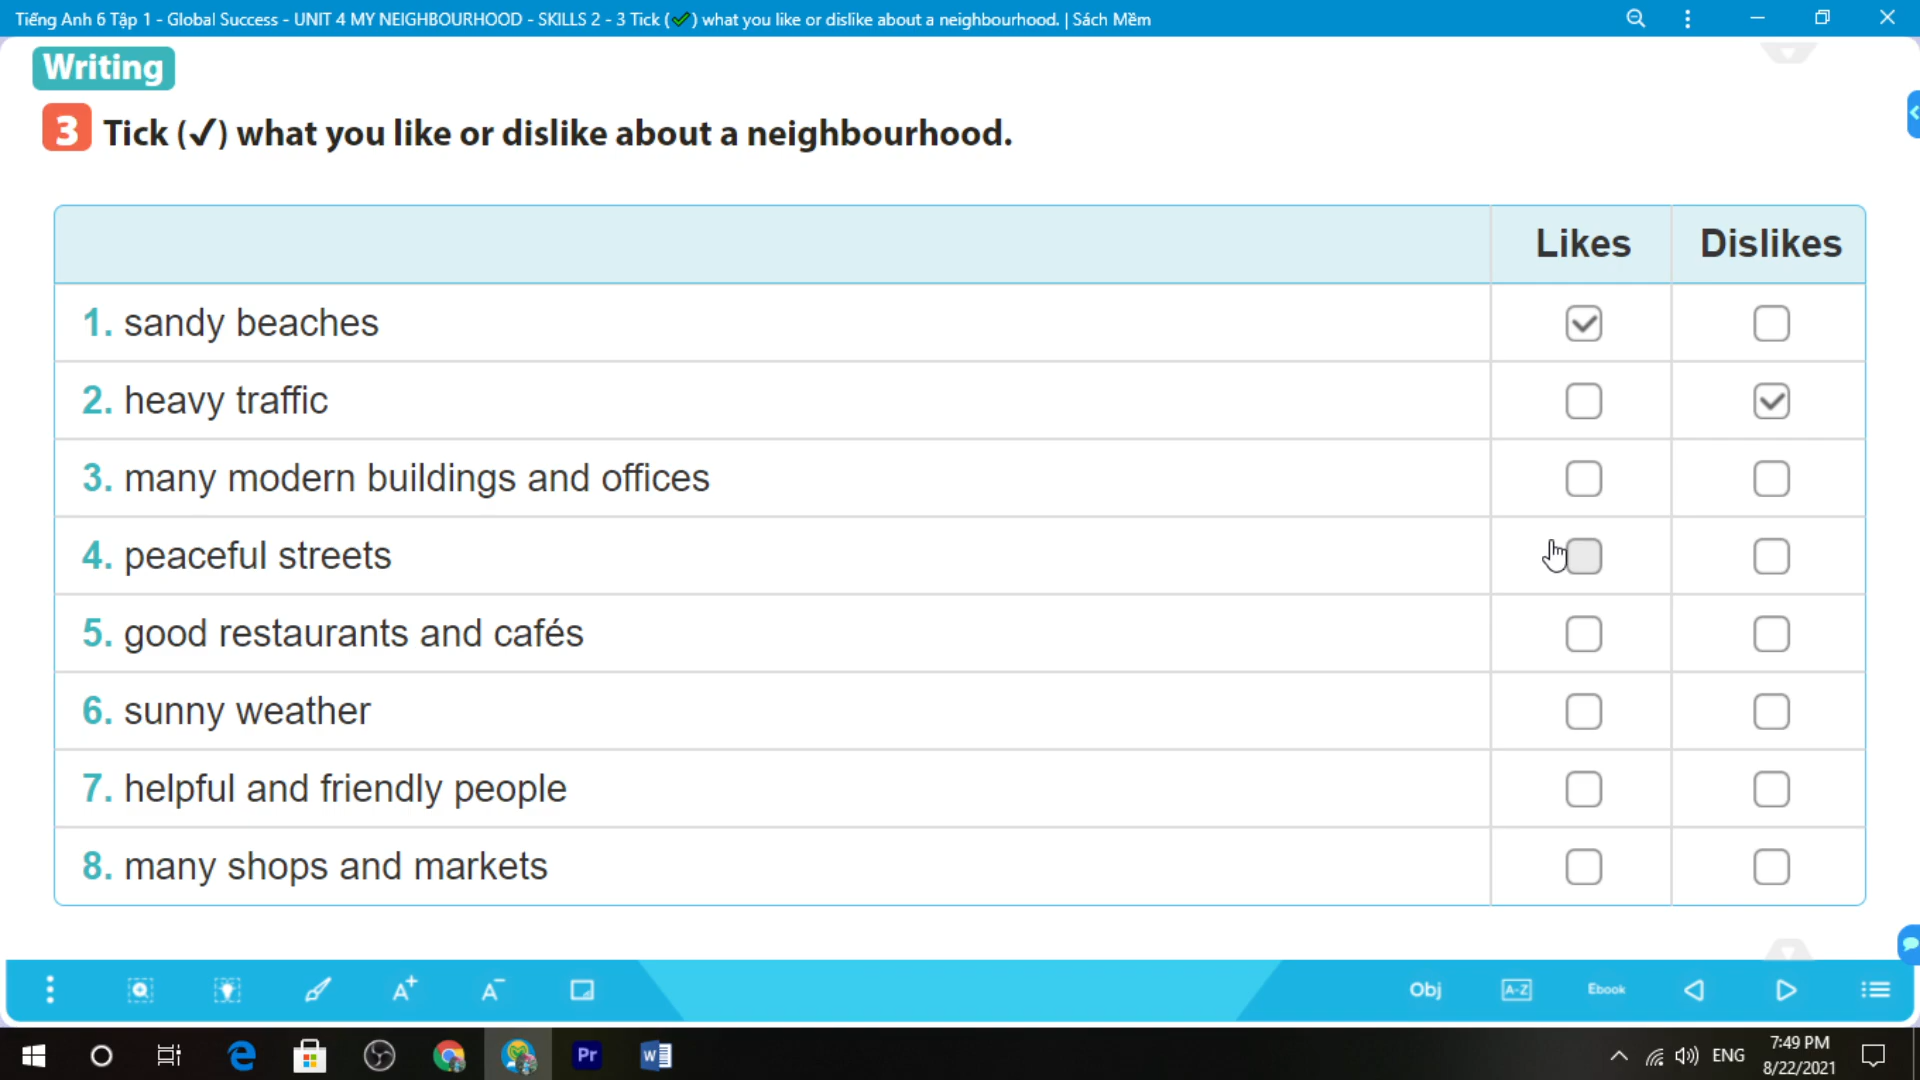 Tiếng Anh 6 Tập 1 - Global Success - UNIT 4 MY NEIGHBOURHOOD - SKILLS 2 - 3 Tick (✔) what you like or dislike about a neighbourhood. | Sách Mềm
Writing
3 Tick (✓) what you like or dislike about a neighbourhood.
Likes Dislikes
1. sandy beaches
2. heavy traffic
3. many modern buildings and offices
4. peaceful streets
5. good restaurants and cafés
6. sunny weather
7. helpful and friendly people
8. many shops and markets
A+ A- Obj A-Z Ebook
Pr W ENG 7:49 PM
8/22/2021